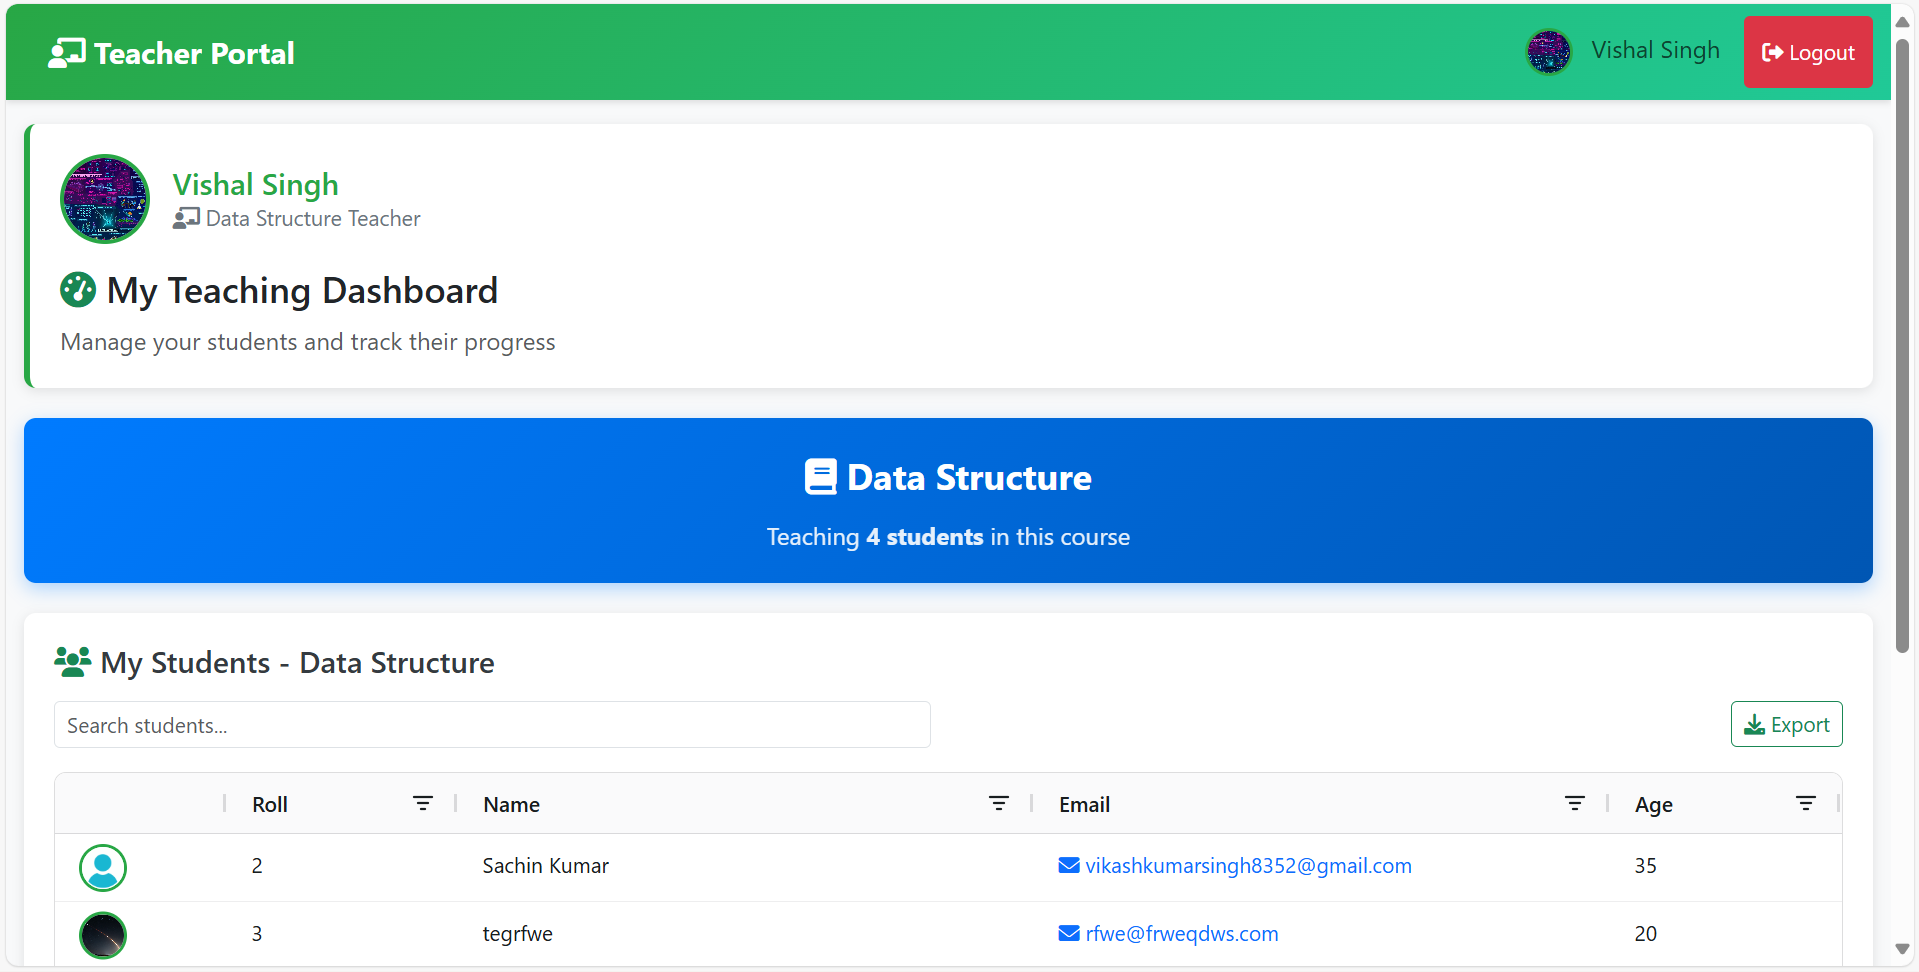 Teacher Portal
Vishal Singh
Logout
Vishal Singh
Data Structure Teacher
My Teaching Dashboard
Manage your students and track their progress
Data Structure
Teaching 4 students in this course
My Students - Data Structure
Search students...
Export
Roll Name Email Age
2 Sachin Kumar vikashkumarsingh8352@gmail.com 35
3 tegrfwe rfwe@frweqdws.com 20